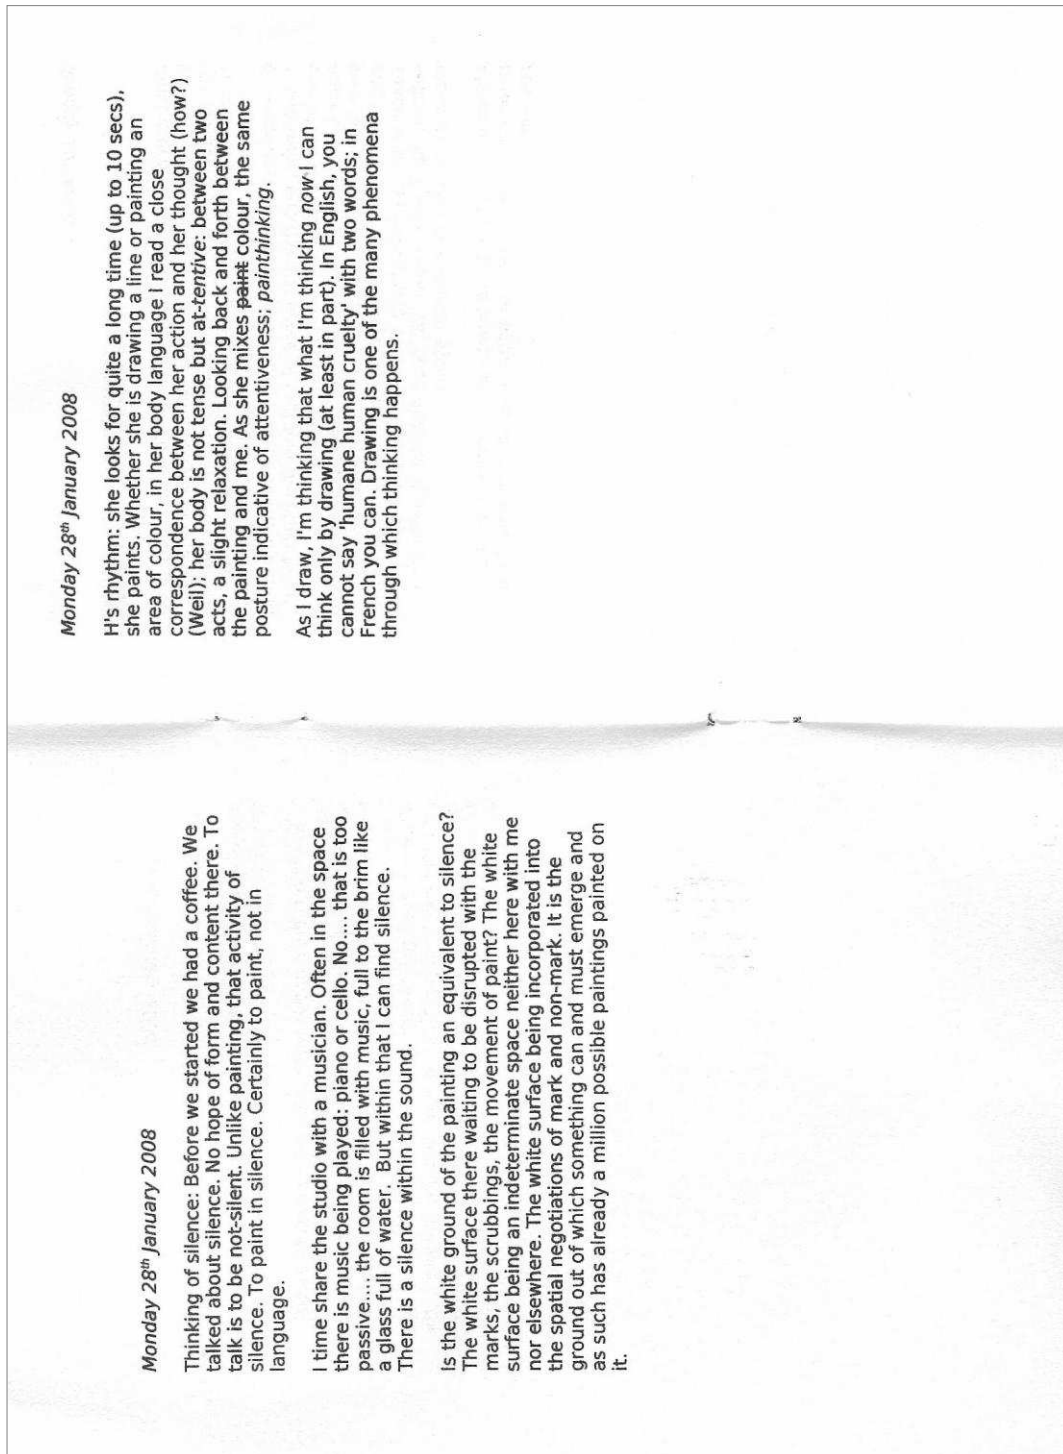 Monday 28th January 2008
Thinking of silence: Before we started we had a coffee. We
talked about silence. No hope of form and content there. To
talk is to be not-silent. Unlike painting, that activity of
silence. To paint in silence. Certainly to paint, not in
language.
I time share the studio with a musician. Often in the space
there is music being played: piano or cello. No.... that is too
passive.... the room is filled with music, full to the brim like
a glass full of water. But within that I can find silence.
There is a silence within the sound.
Is the white ground of the painting an equivalent to silence?
The white surface there waiting to be disrupted with the
marks, the scrubbings, the movement of paint? The white
surface being an indeterminate space neither here with me
nor elsewhere. The white surface being incorporated into
the spatial negotiations of mark and non-mark. It is the
ground out of which something can and must emerge and
as such has already a million possible paintings painted on
it.
Monday 28th January 2008
H's rhythm: she looks for quite a long time (up to 10 secs),
she paints. Whether she is drawing a line or painting an
area of colour, in her body language I read a close
correspondence between her action and her thought (how?)
(Weil); her body is not tense but at-tentive: between two
acts, a slight relaxation. Looking back and forth between
the painting and me. As she mixes paint colour, the same
posture indicative of attentiveness; painthinking.
As I draw, I'm thinking that what I'm thinking now I can
think only by drawing (at least in part). In English, you
cannot say 'humane human cruelty' with two words; in
French you can. Drawing is one of the many phenomena
through which thinking happens.